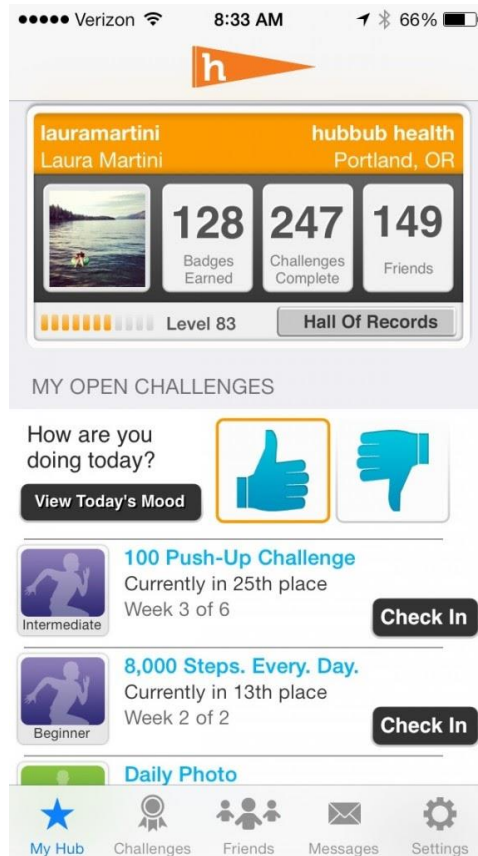 Verizon 8:33 AM 66%
h
lauramartini hubbub health
Laura Martini Portland, OR
128 247 149
Badges Earned Challenges Complete Friends
Level 83 Hall Of Records
MY OPEN CHALLENGES
How are you
doing today?
View Today's Mood
100 Push-Up Challenge
Currently in 25th place
Week 3 of 6
Intermediate Check In
8,000 Steps. Every. Day.
Currently in 13th place
Week 2 of 2
Beginner Check In
Daily Photo
My Hub Challenges Friends Messages Settings